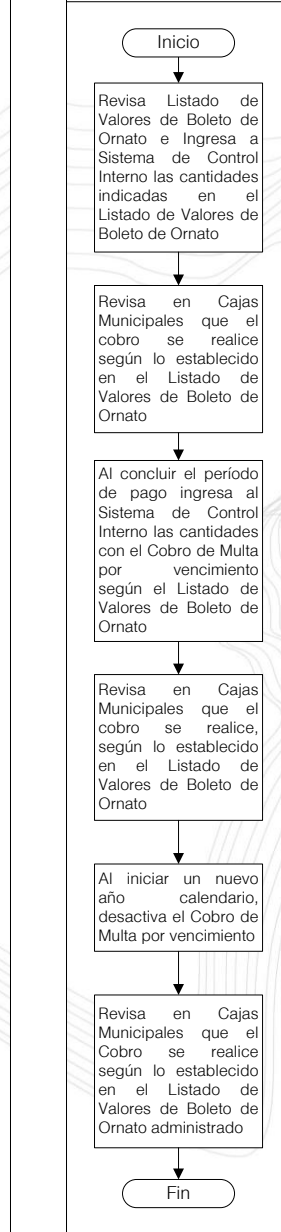 Inicio
Revisa Listado de
Valores de Boleto de
Ornato e Ingresa a
Sistema de Control
Interno las cantidades
indicadas en el
Listado de Valores de
Boleto de Ornato
Revisa en Cajas
Municipales que el
cobro se realice
según lo establecido
en el Listado de
Valores de Boleto de
Ornato
Al concluir el período
de pago ingresa al
Sistema de Control
Interno las cantidades
con el Cobro de Multa
por vencimiento
según el Listado de
Valores de Boleto de
Ornato
Revisa en Cajas
Municipales que el
cobro se realice,
según lo establecido
en el Listado de
Valores de Boleto de
Ornato
Al iniciar un nuevo
año calendario,
desactiva el Cobro de
Multa por vencimiento
Revisa en Cajas
Municipales que el
Cobro se realice
según lo establecido
en el Listado de
Valores de Boleto de
Ornato administrado
Fin